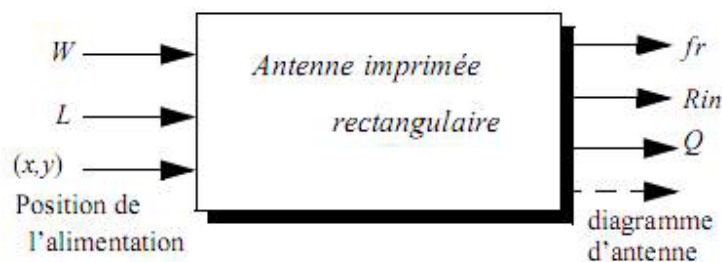 W
L
(x,y)
Position de
l'alimentation
Antenne imprimée
rectangulaire
fr
Rin
Q
diagramme
d'antenne